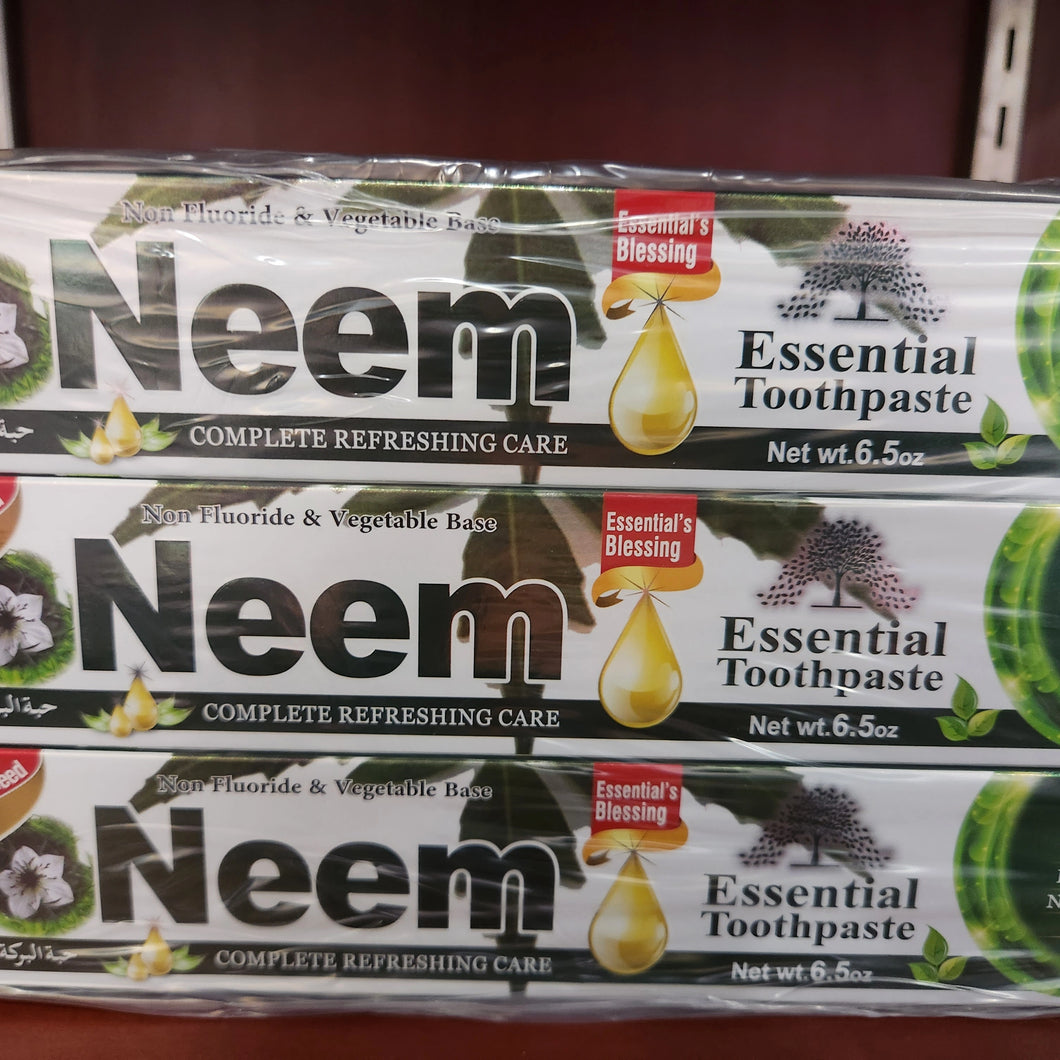 Non Fluoride & Vegetable Base
Neem
Essential's
Blessing
Essential
Toothpaste
COMPLETE REFRESHING CARE
Net wt.6.5oz
Non Fluoride & Vegetable Base
Neem
Essential's
Blessing
Essential
Toothpaste
COMPLETE REFRESHING CARE
Net wt.6.5oz
Non Fluoride & Vegetable Base
Neem
Essential's
Blessing
Essential
Toothpaste
حبة البركة
COMPLETE REFRESHING CARE
Net wt.6.5oz